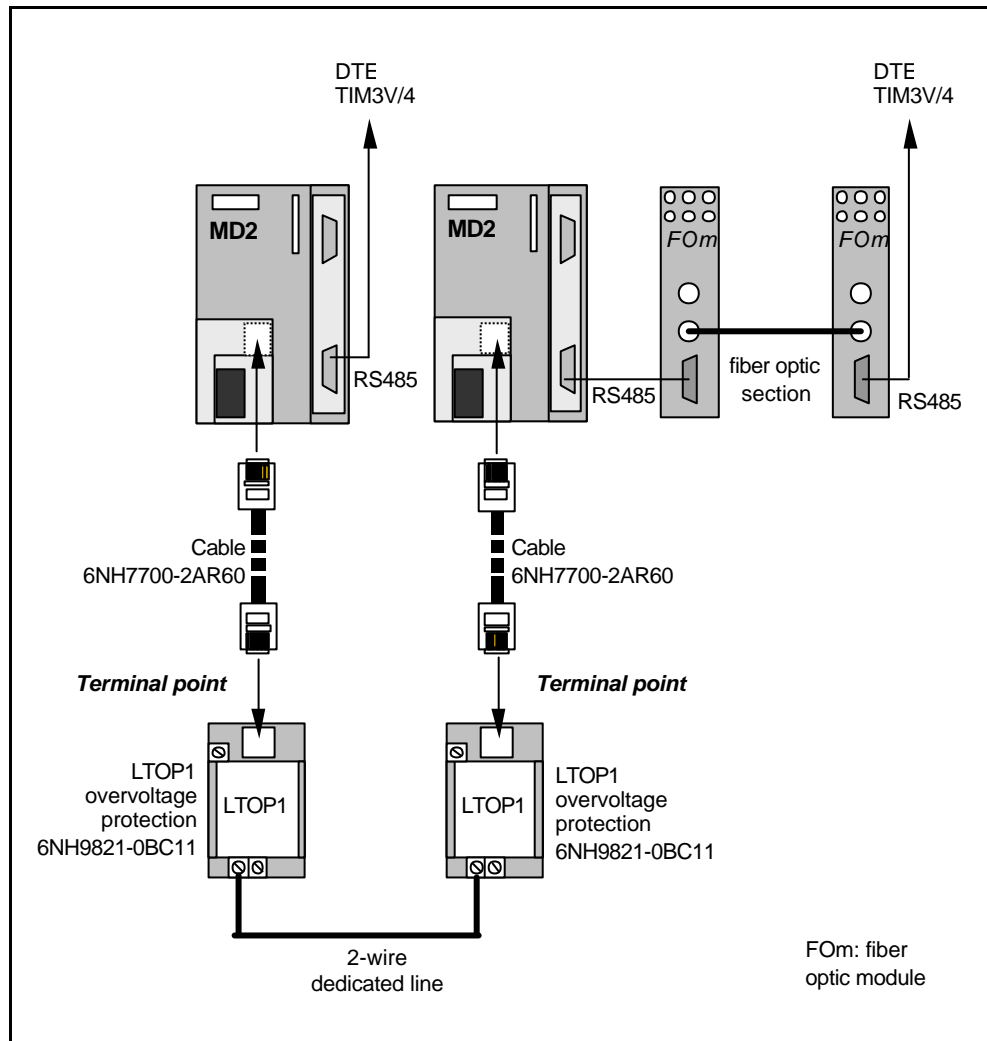 DTE
TIM3V/4
DTE
TIM3V/4
MD2
MD2
FOm
FOm
RS485
RS485
fiber optic
section
RS485
Cable
6NH7700-2AR60
Cable
6NH7700-2AR60
Terminal point
Terminal point
LTOP1
overvoltage
protection
6NH9821-0BC11
LTOP1
LTOP1
LTOP1
overvoltage
protection
6NH9821-0BC11
2-wire
dedicated line
FOm: fiber
optic module